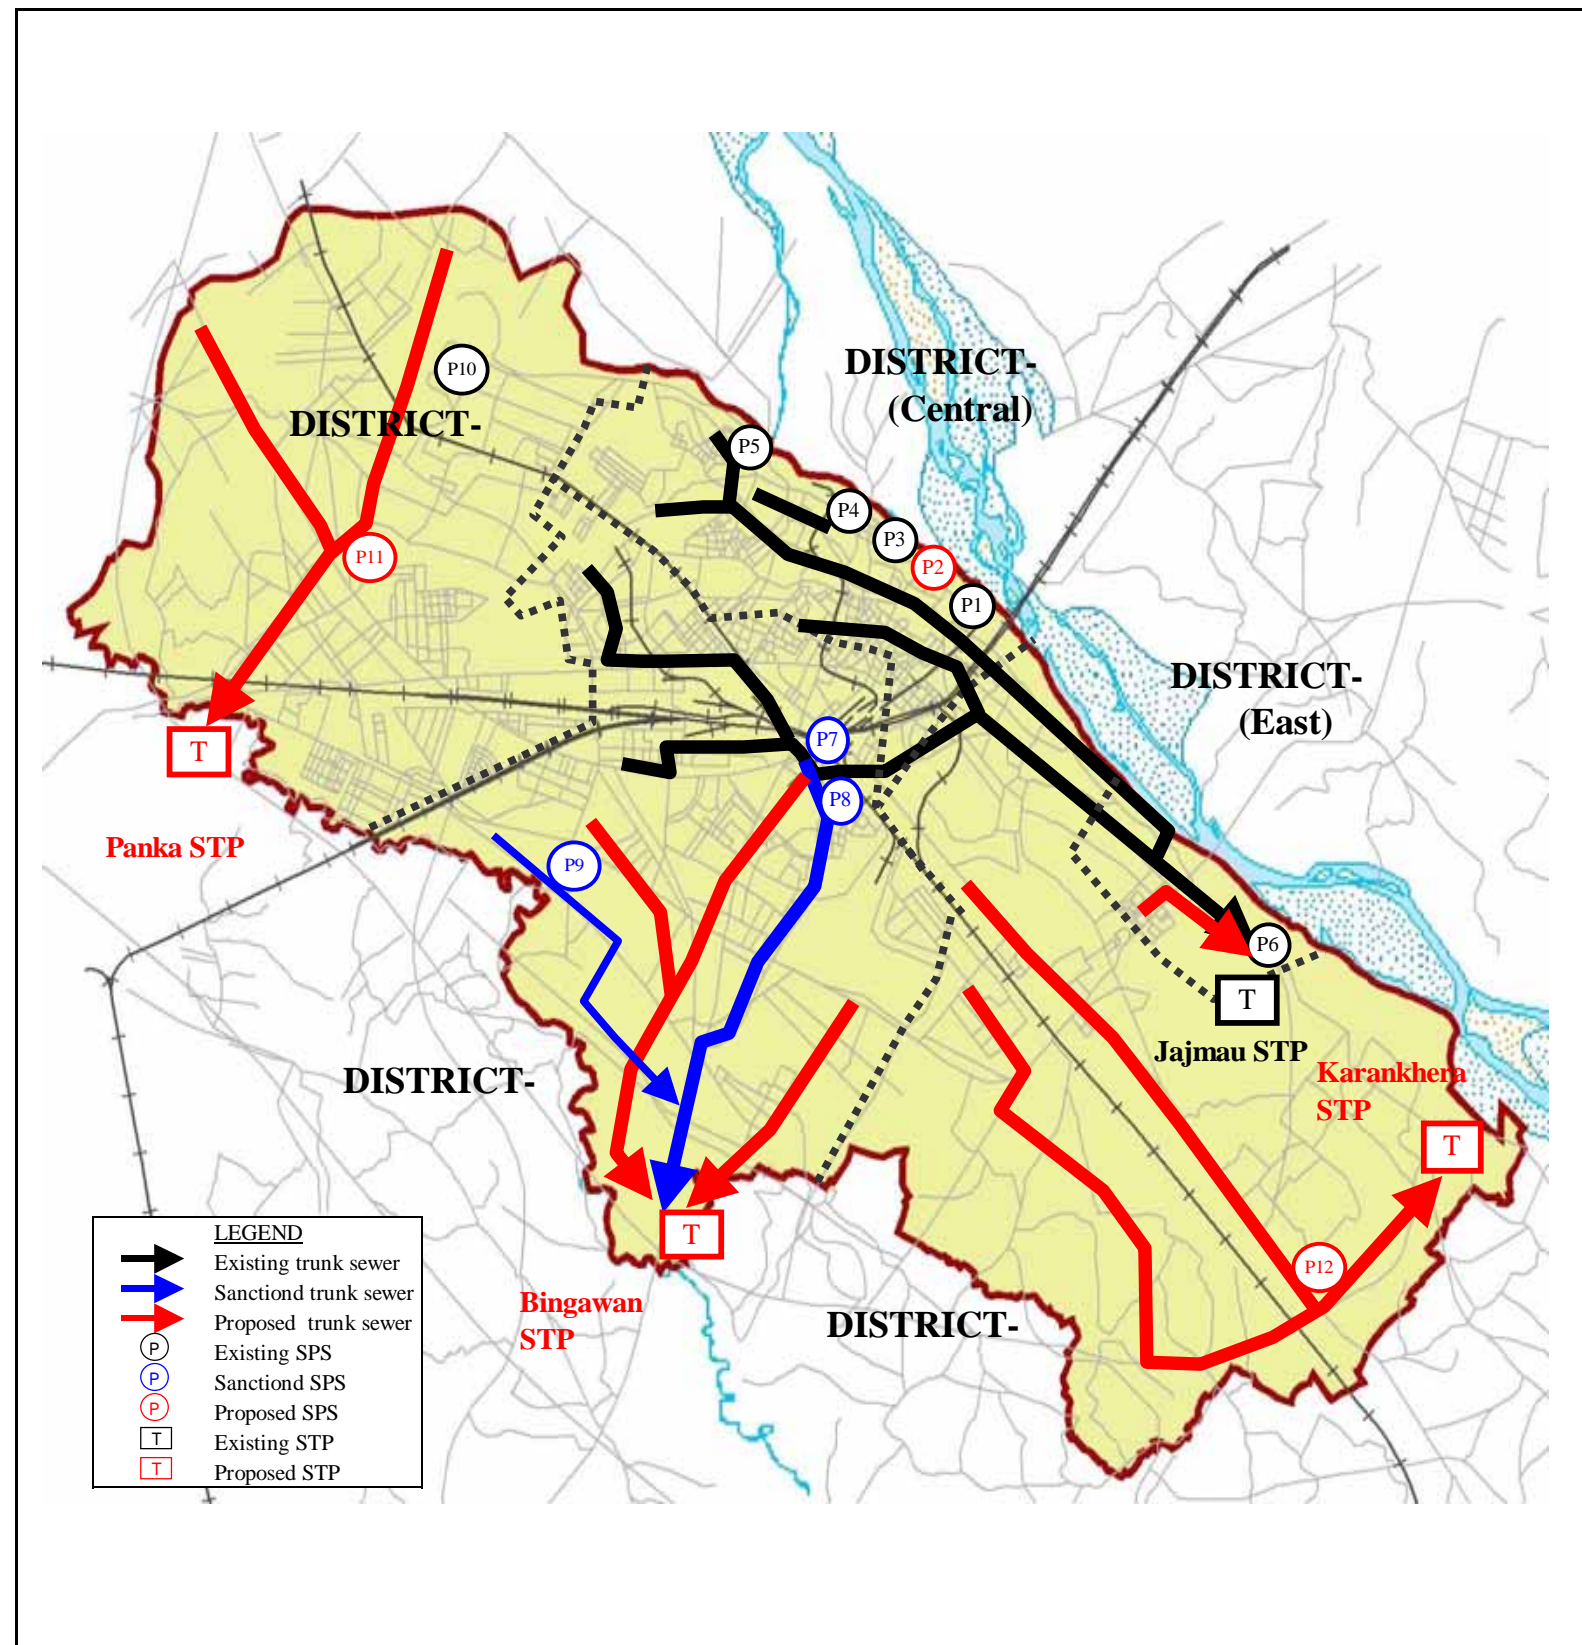 DISTRICT-
(Central)
P10
DISTRICT-
P5
P4
P3
P2
P11
P1
DISTRICT-
(East)
P7
T
P8
Panka STP
P9
P6
T
Jajmau STP
DISTRICT-
Karankhera
STP
T
T
LEGEND
Existing trunk sewer
Sanctiond trunk sewer
Proposed trunk sewer
P
Existing SPS
P
Sanctiond SPS
P
Proposed SPS
T
Existing STP
T
Proposed STP
Bingawan
STP
P12
DISTRICT-